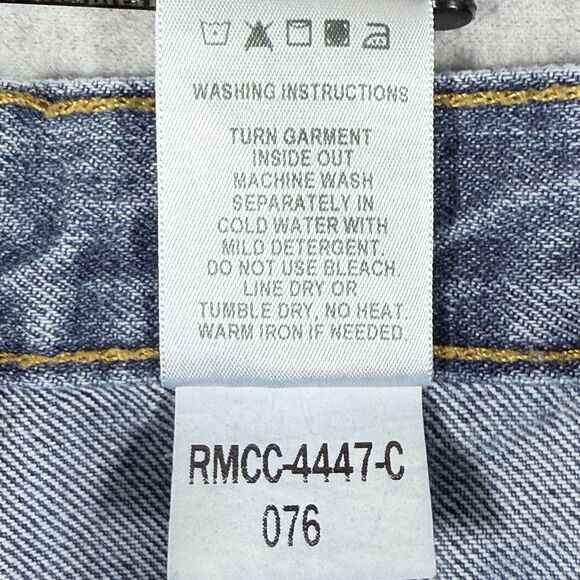 WASHING INSTRUCTIONS
TURN GARMENT
INSIDE OUT
MACHINE WASH
SEPARATELY IN
COLD WATER WITH
MILD DETERGENT.
DO NOT USE BLEACH.
LINE DRY OR
TUMBLE DRY, NO HEAT.
WARM IRON IF NEEDED.
RMCC-4447-C
076